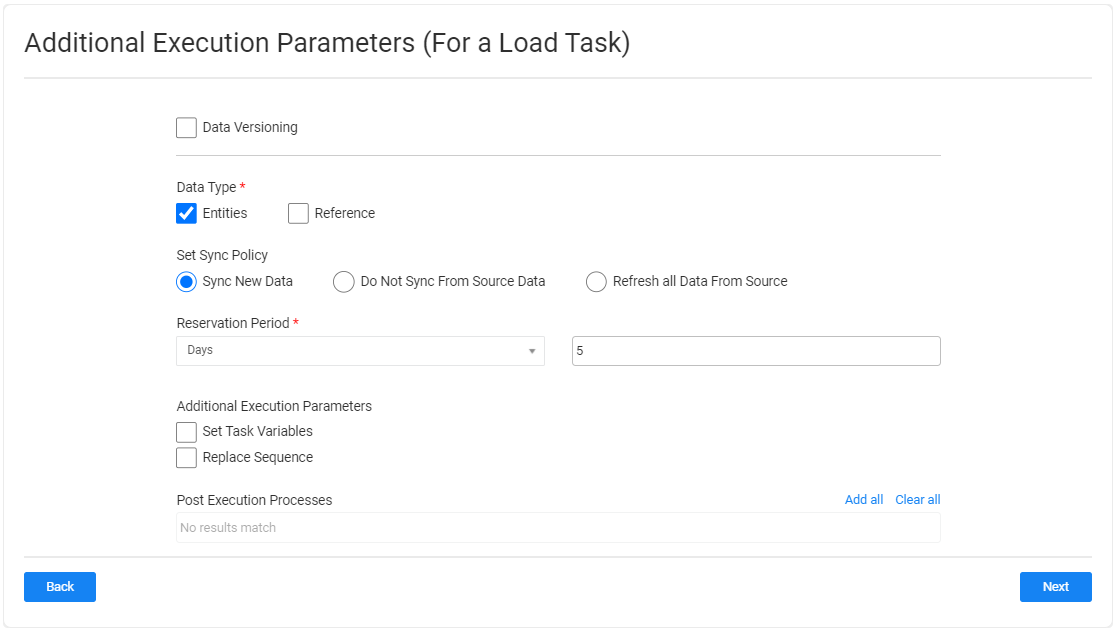 Additional Execution Parameters (For a Load Task)
Data Versioning
Data Type *
Entities Reference
Set Sync Policy
Sync New Data Do Not Sync From Source Data Refresh all Data From Source
Reservation Period *
Days 5
Additional Execution Parameters
Set Task Variables
Replace Sequence
Post Execution Processes Add all Clear all
No results match
Back Next